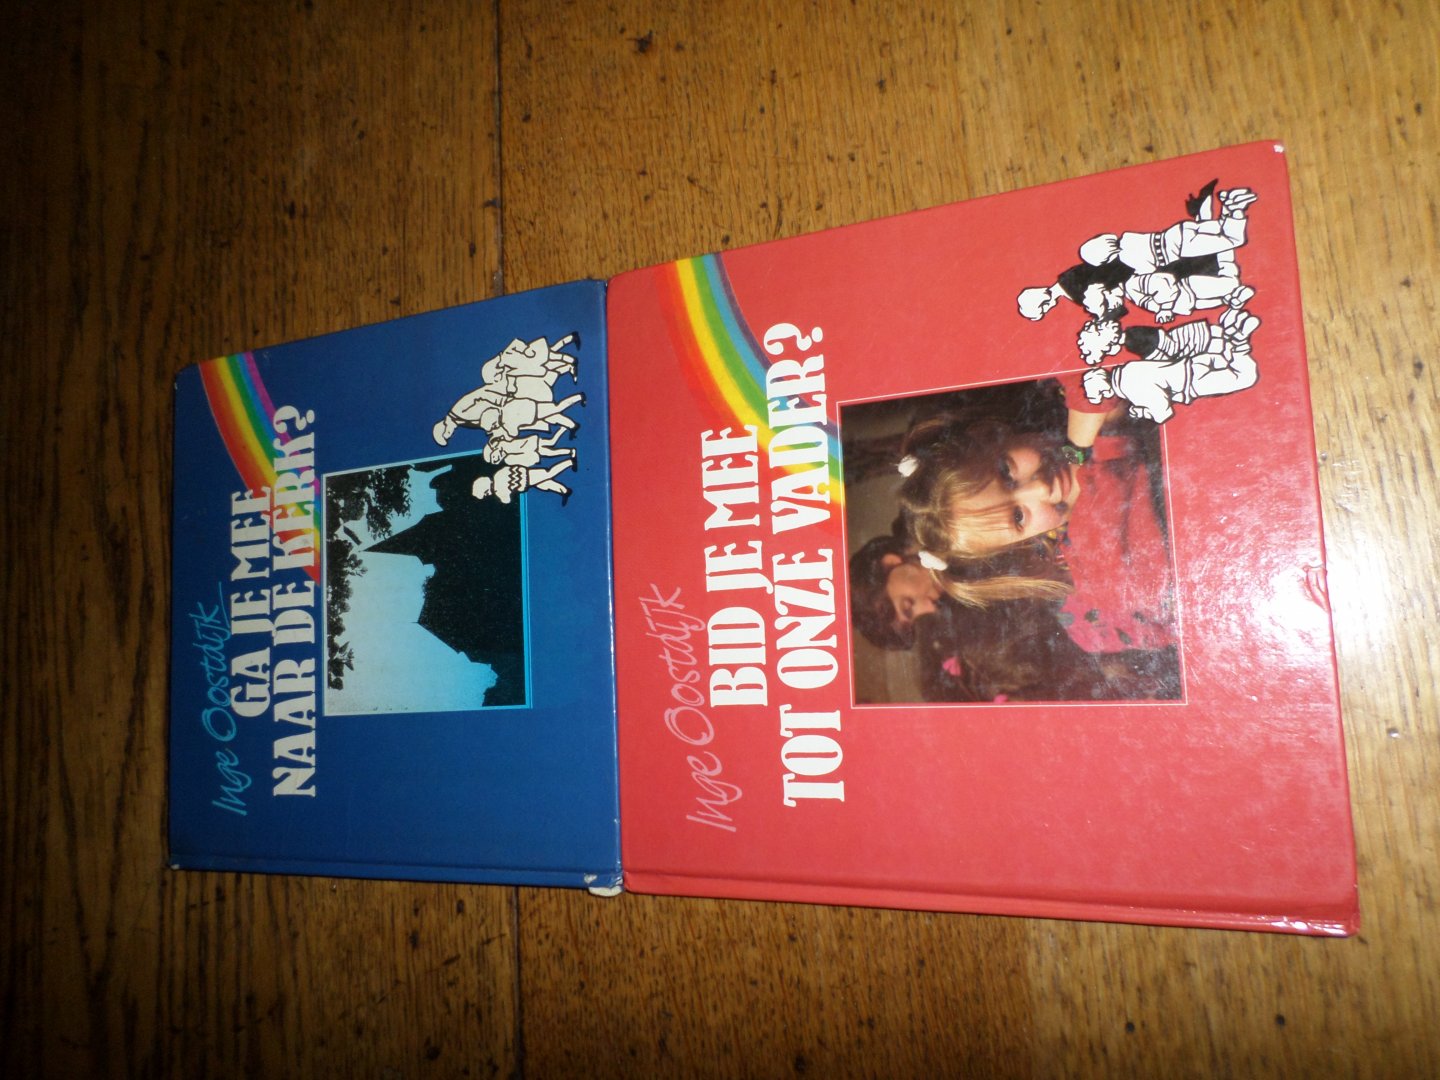 Inge Oostdijk
GA JE MEE
NAAR DE KERK?
Inge Oostdijk
BID JE MEE
TOT ONZE VADER?